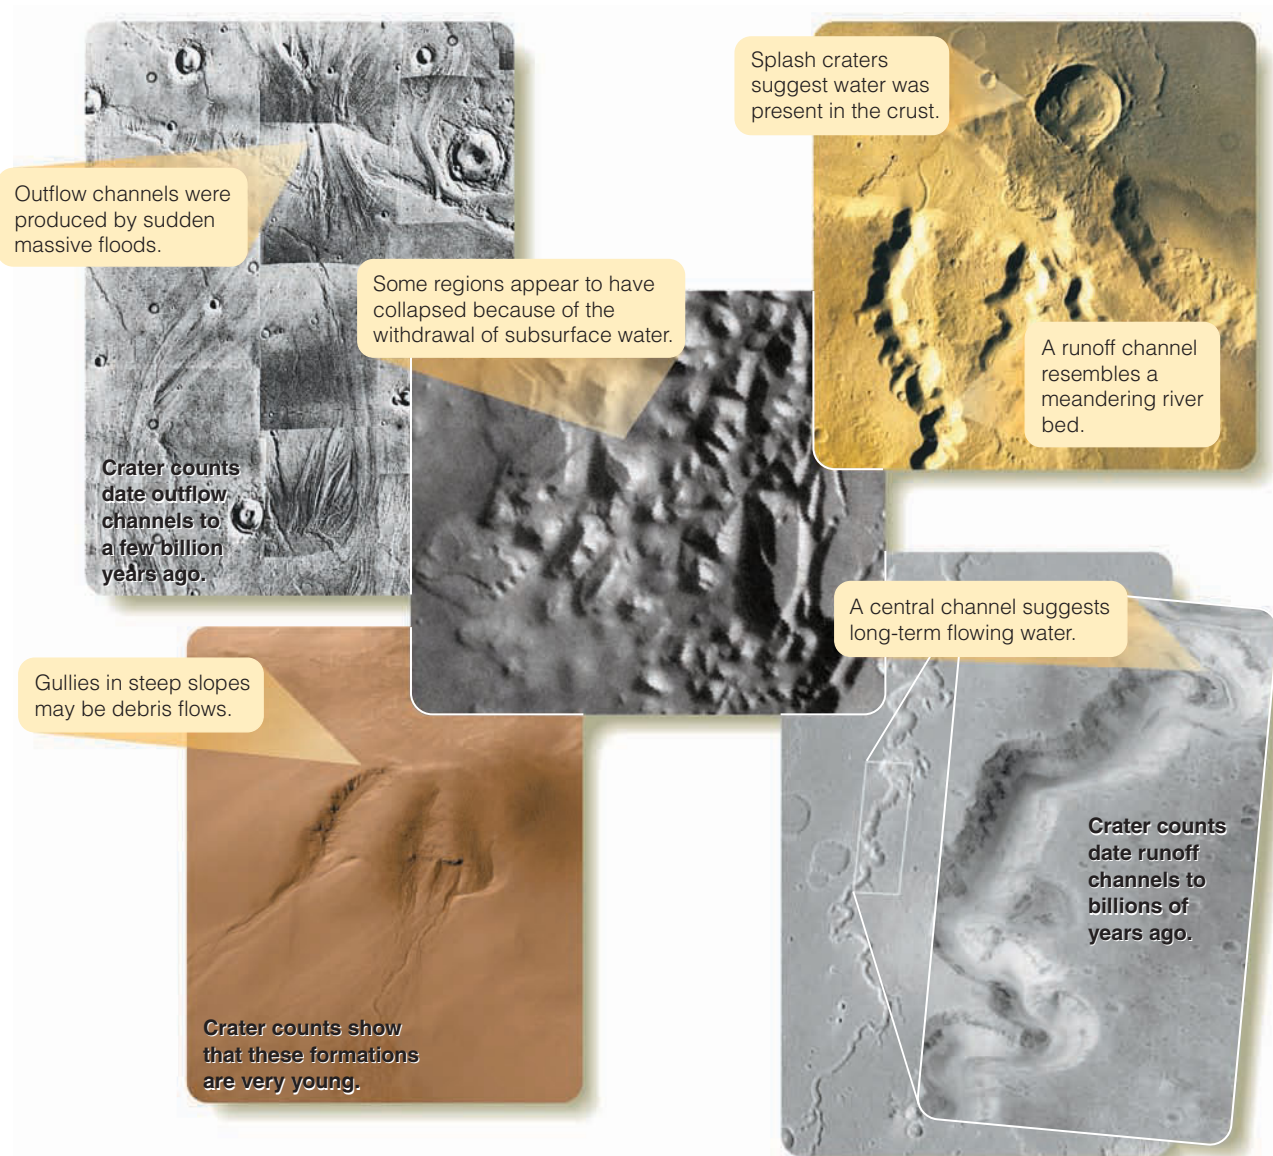 Splash craters
suggest water was
present in the crust.
Outflow channels were
produced by sudden
massive floods.
Some regions appear to have
collapsed because of the
withdrawal of subsurface water.
A runoff channel
resembles a
meandering river
bed.
Crater counts
date outflow
channels to
a few billion
years ago.
A central channel suggests
long-term flowing water.
Gullies in steep slopes
may be debris flows.
Crater counts
date runoff
channels to
billions of
years ago.
Crater counts show
that these formations
are very young.